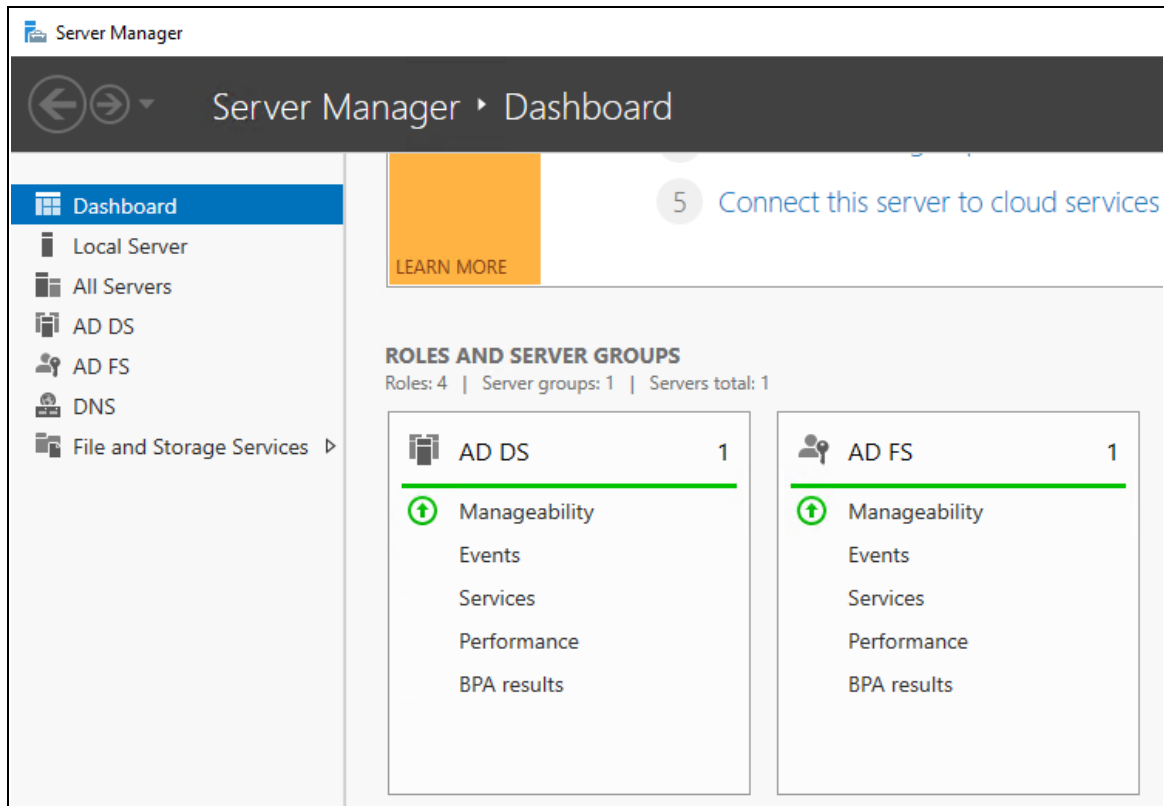 Server Manager
Server Manager ‣ Dashboard
Dashboard
Local Server
All Servers
AD DS
AD FS
DNS
File and Storage Services
5 Connect this server to cloud services
LEARN MORE
ROLES AND SERVER GROUPS
Roles: 4 | Server groups: 1 | Servers total: 1
AD DS 1
Manageability
Events
Services
Performance
BPA results
AD FS 1
Manageability
Events
Services
Performance
BPA results